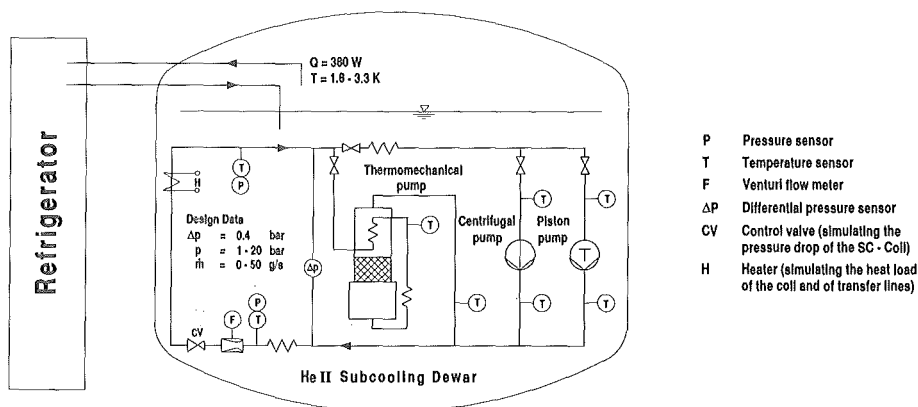 Refrigerator
Q = 380 W
T = 1.6 - 3.3 K
T
P
H
Thermomechanical
pump
T
T
T
Centrifugal
pump
Piston
pump
T
Design Data
Δp = 0.4 bar
p = 1-20 bar
ṁ = 0-50 g/s
Δp
T
T
T
T
P
T
F
CV
He II Subcooling Dewar
P Pressure sensor
T Temperature sensor
F Venturi flow meter
ΔP Differential pressure sensor
CV Control valve (simulating the
pressure drop of the SC - Coil)
H Heater (simulating the heat load
of the coil and of transfer lines)